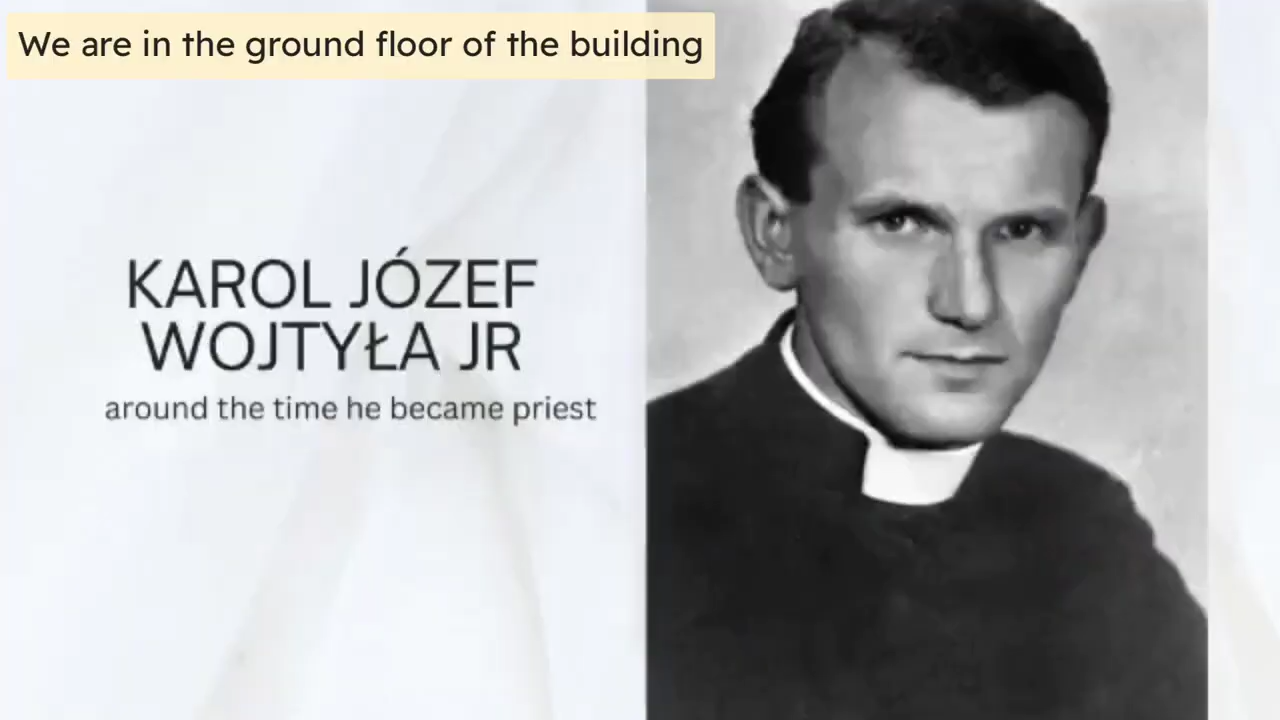 We are in the ground floor of the building
KAROL JÓZEF
WOJTYŁA JR
around the time he became priest